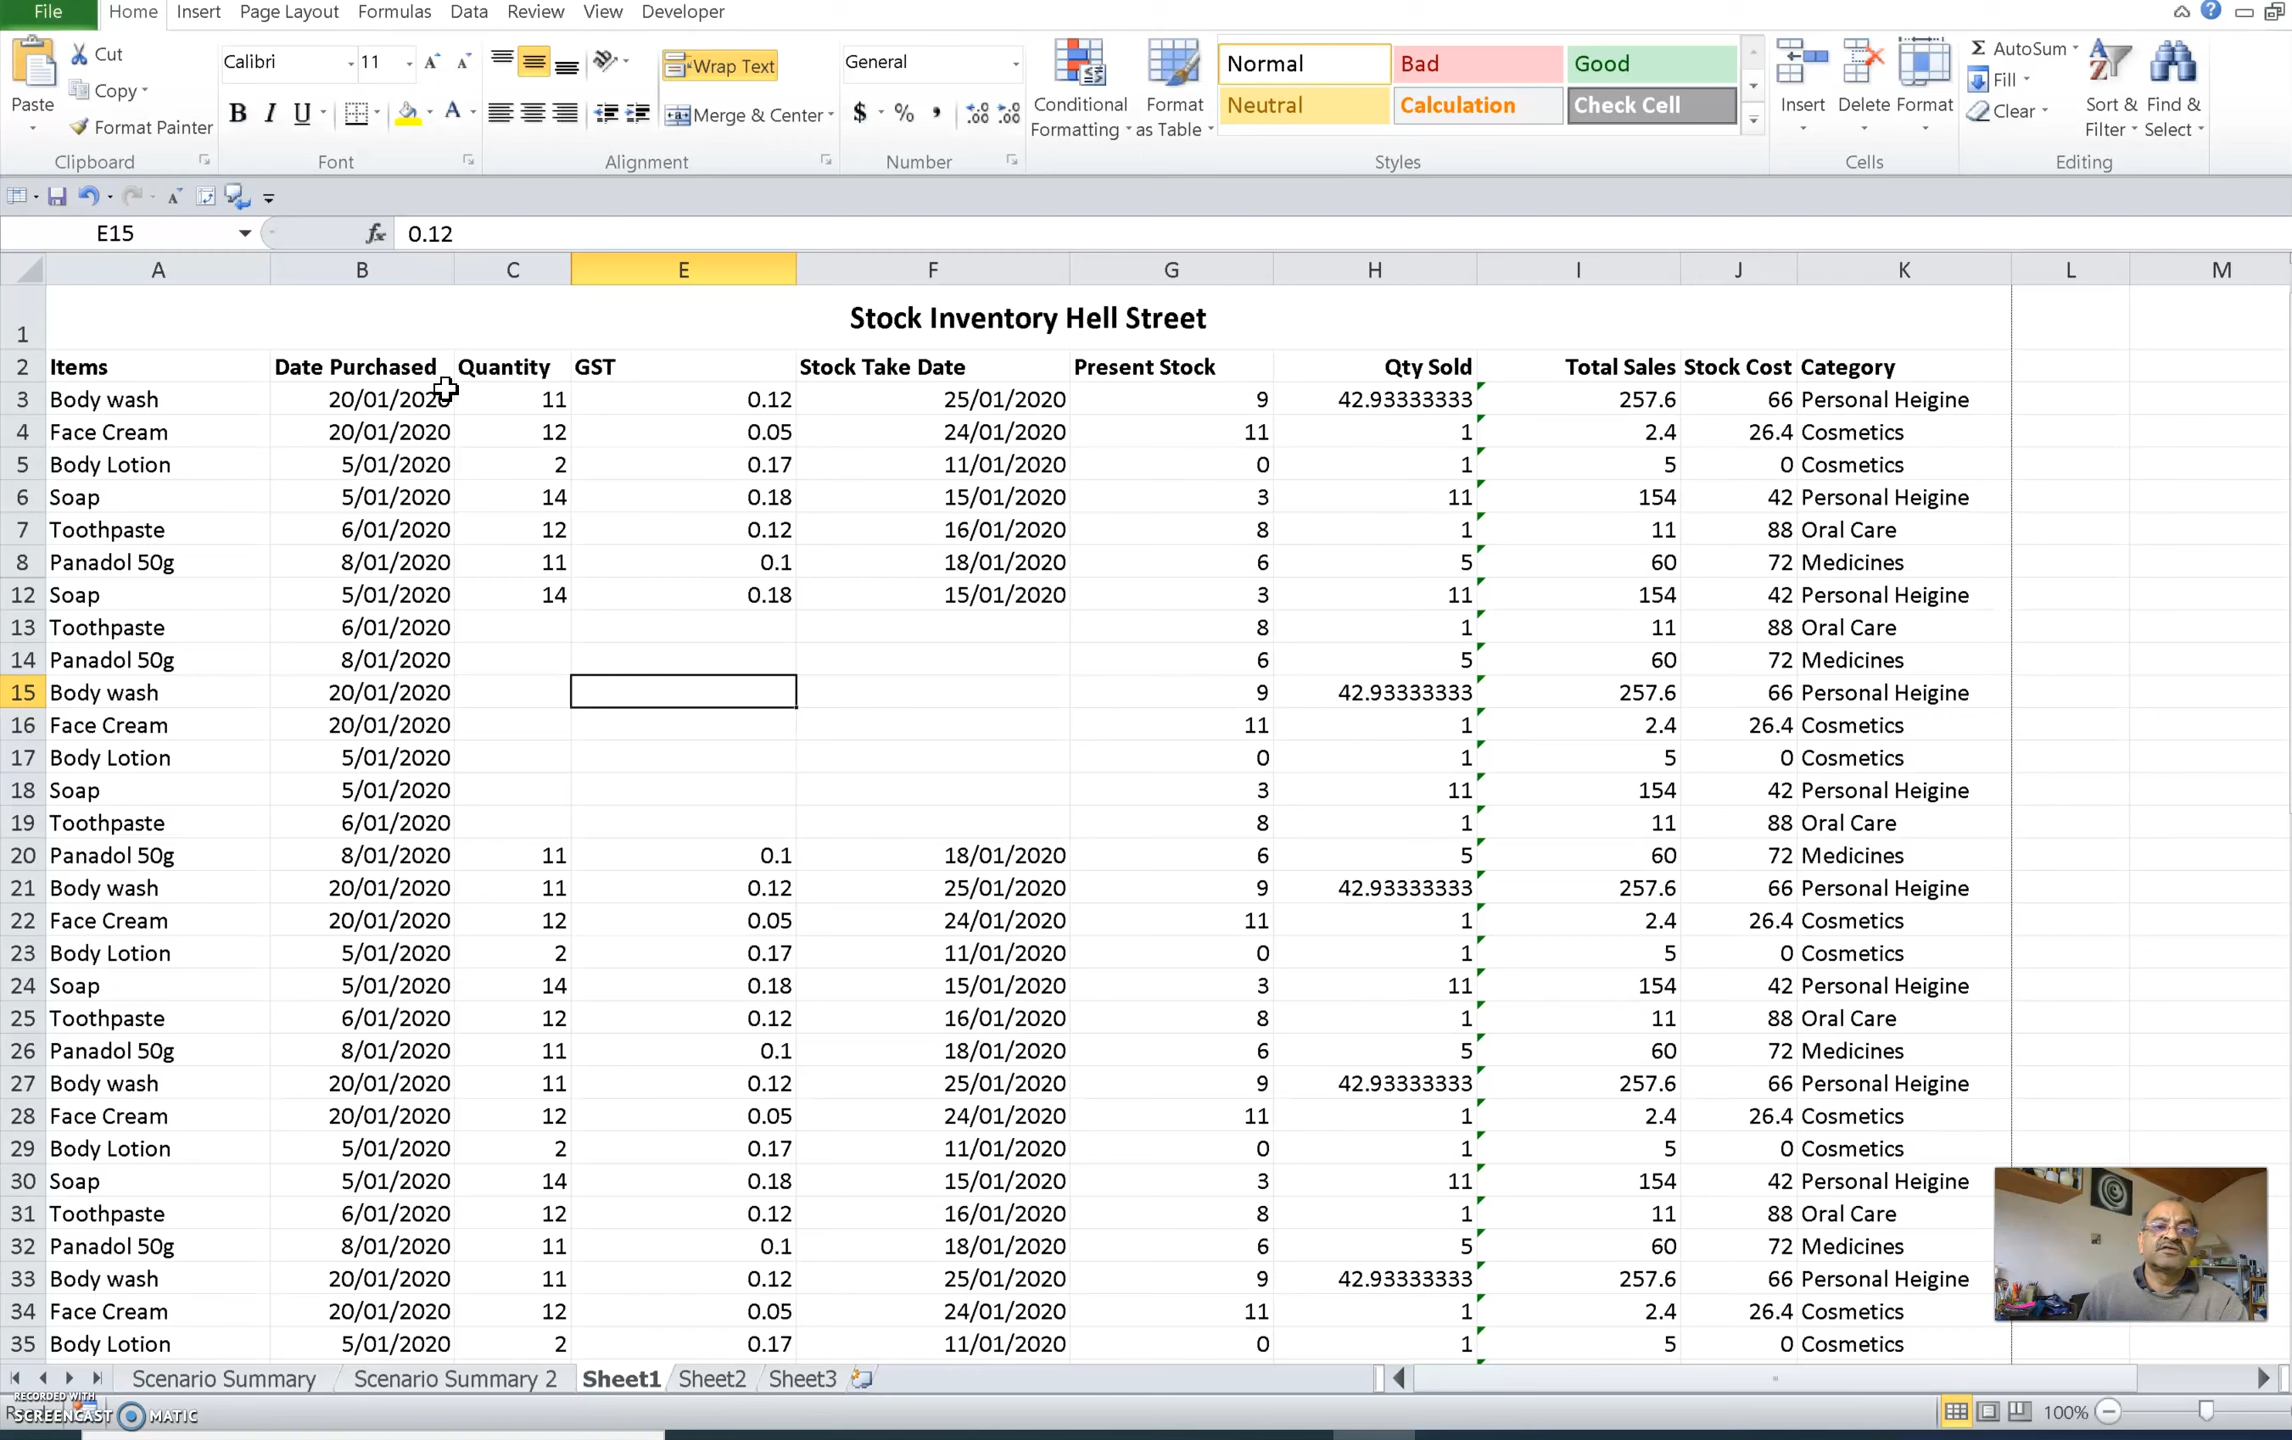 File Home Insert Page Layout Formulas Data Review View Developer
Cut
Calibri 11
Wrap Text
General
Normal Bad Good
AutoSum
Paste
Copy
Conditional Formatting
Format as Table
Neutral Calculation Check Cell
Insert Delete Format
Fill
Sort & Filter
Find & Select
Format Painter
B I U
Merge & Center
$ % ,
Clear
Clipboard Font Alignment Number Styles Cells Editing
E15 fx 0.12
A B C E F G H I J K L M
1 Stock Inventory Hell Street
2 Items Date Purchased Quantity GST Stock Take Date Present Stock Qty Sold Total Sales Stock Cost Category
3 Body wash 20/01/2020 11 0.12 25/01/2020 9 42.93333333 257.6 66 Personal Heigine
4 Face Cream 20/01/2020 12 0.05 24/01/2020 11 1 2.4 26.4 Cosmetics
5 Body Lotion 5/01/2020 2 0.17 11/01/2020 0 1 5 0 Cosmetics
6 Soap 5/01/2020 14 0.18 15/01/2020 3 11 154 42 Personal Heigine
7 Toothpaste 6/01/2020 12 0.12 16/01/2020 8 1 11 88 Oral Care
8 Panadol 50g 8/01/2020 11 0.1 18/01/2020 6 5 60 72 Medicines
12 Soap 5/01/2020 14 0.18 15/01/2020 3 11 154 42 Personal Heigine
13 Toothpaste 6/01/2020 8 1 11 88 Oral Care
14 Panadol 50g 8/01/2020 6 5 60 72 Medicines
15 Body wash 20/01/2020 9 42.93333333 257.6 66 Personal Heigine
16 Face Cream 20/01/2020 11 1 2.4 26.4 Cosmetics
17 Body Lotion 5/01/2020 0 1 5 0 Cosmetics
18 Soap 5/01/2020 3 11 154 42 Personal Heigine
19 Toothpaste 6/01/2020 8 1 11 88 Oral Care
20 Panadol 50g 8/01/2020 11 0.1 18/01/2020 6 5 60 72 Medicines
21 Body wash 20/01/2020 11 0.12 25/01/2020 9 42.93333333 257.6 66 Personal Heigine
22 Face Cream 20/01/2020 12 0.05 24/01/2020 11 1 2.4 26.4 Cosmetics
23 Body Lotion 5/01/2020 2 0.17 11/01/2020 0 1 5 0 Cosmetics
24 Soap 5/01/2020 14 0.18 15/01/2020 3 11 154 42 Personal Heigine
25 Toothpaste 6/01/2020 12 0.12 16/01/2020 8 1 11 88 Oral Care
26 Panadol 50g 8/01/2020 11 0.1 18/01/2020 6 5 60 72 Medicines
27 Body wash 20/01/2020 11 0.12 25/01/2020 9 42.93333333 257.6 66 Personal Heigine
28 Face Cream 20/01/2020 12 0.05 24/01/2020 11 1 2.4 26.4 Cosmetics
29 Body Lotion 5/01/2020 2 0.17 11/01/2020 0 1 5 0 Cosmetics
30 Soap 5/01/2020 14 0.18 15/01/2020 3 11 154 42 Personal Heigine
31 Toothpaste 6/01/2020 12 0.12 16/01/2020 8 1 11 88 Oral Care
32 Panadol 50g 8/01/2020 11 0.1 18/01/2020 6 5 60 72 Medicines
33 Body wash 20/01/2020 11 0.12 25/01/2020 9 42.93333333 257.6 66 Personal Heigine
34 Face Cream 20/01/2020 12 0.05 24/01/2020 11 1 2.4 26.4 Cosmetics
35 Body Lotion 5/01/2020 2 0.17 11/01/2020 0 1 5 0 Cosmetics
Scenario Summary Scenario Summary 2 Sheet1 Sheet2 Sheet3
RECORDED WITH
SCREENCAST MATIC
100%